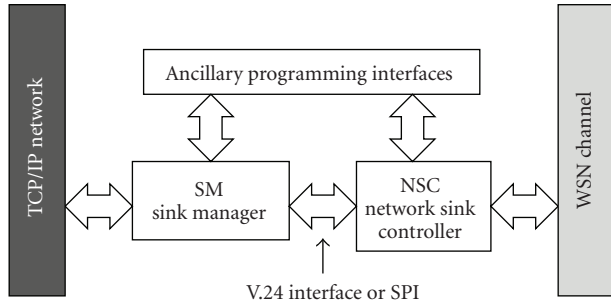 TCP/IP network
Ancillary programming interfaces
SM
sink manager
NSC
network sink
controller
WSN channel
V.24 interface or SPI